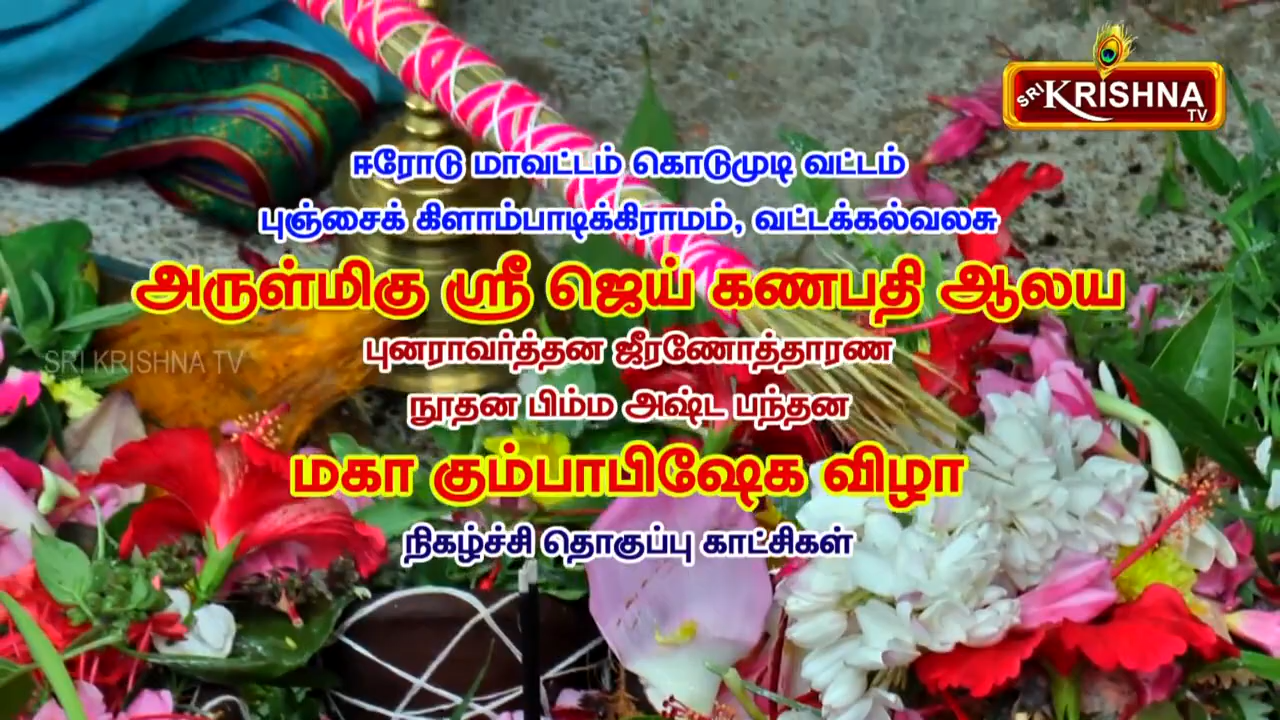 SRI KRISHNA TV
ஈரோடு மாவட்டம் கொடுமுடி வட்டம்
புஞ்சைக் கிளாம்பாடிக்கிராமம், வட்டக்கல்வலசு
அருள்மிகு ஸ்ரீ ஜெய் கணபதி ஆலய
புனராவர்த்தன ஜீரணோத்தாரண
SRI KRISHNA TV
நூதன பிம்ம அஷ்ட பந்தன
மகா கும்பாபிஷேக விழா
நிகழ்ச்சி தொகுப்பு காட்சிகள்